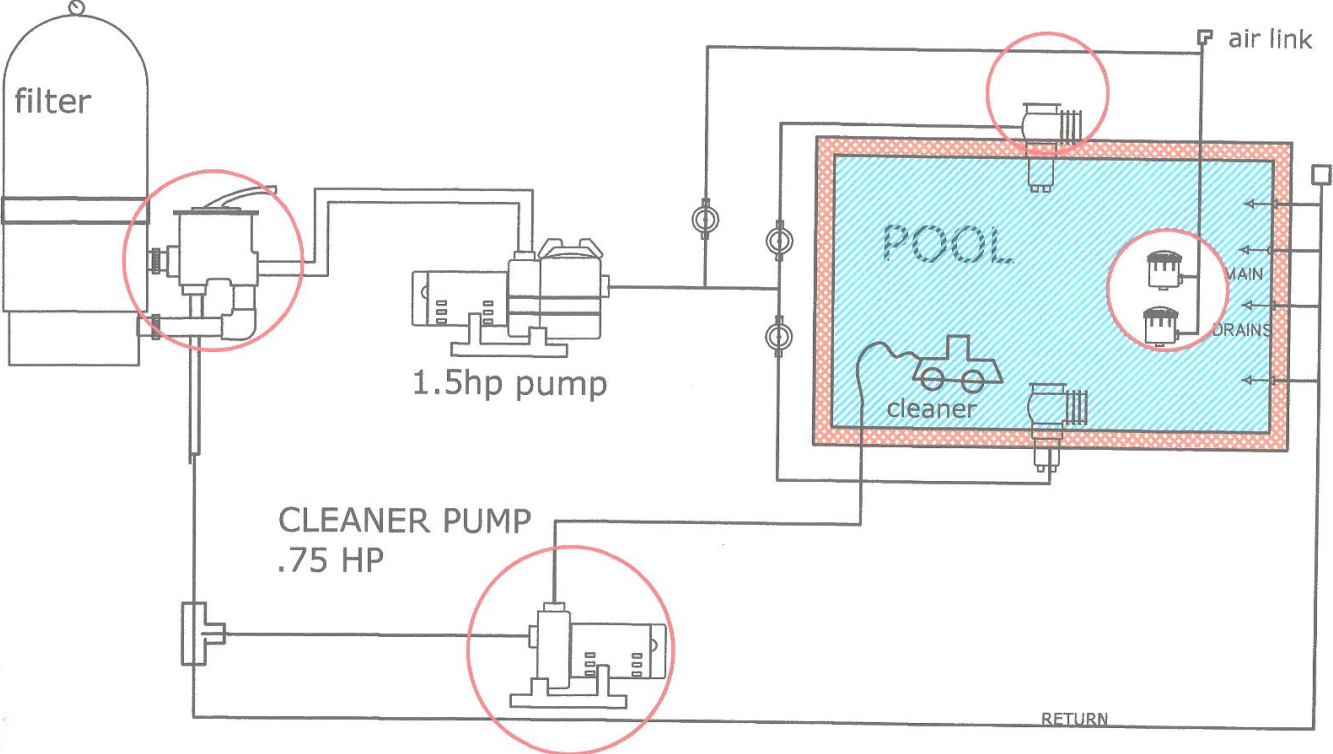 air link
filter
POOL
MAIN
DRAINS
1.5hp pump
cleaner
CLEANER PUMP
.75 HP
RETURN